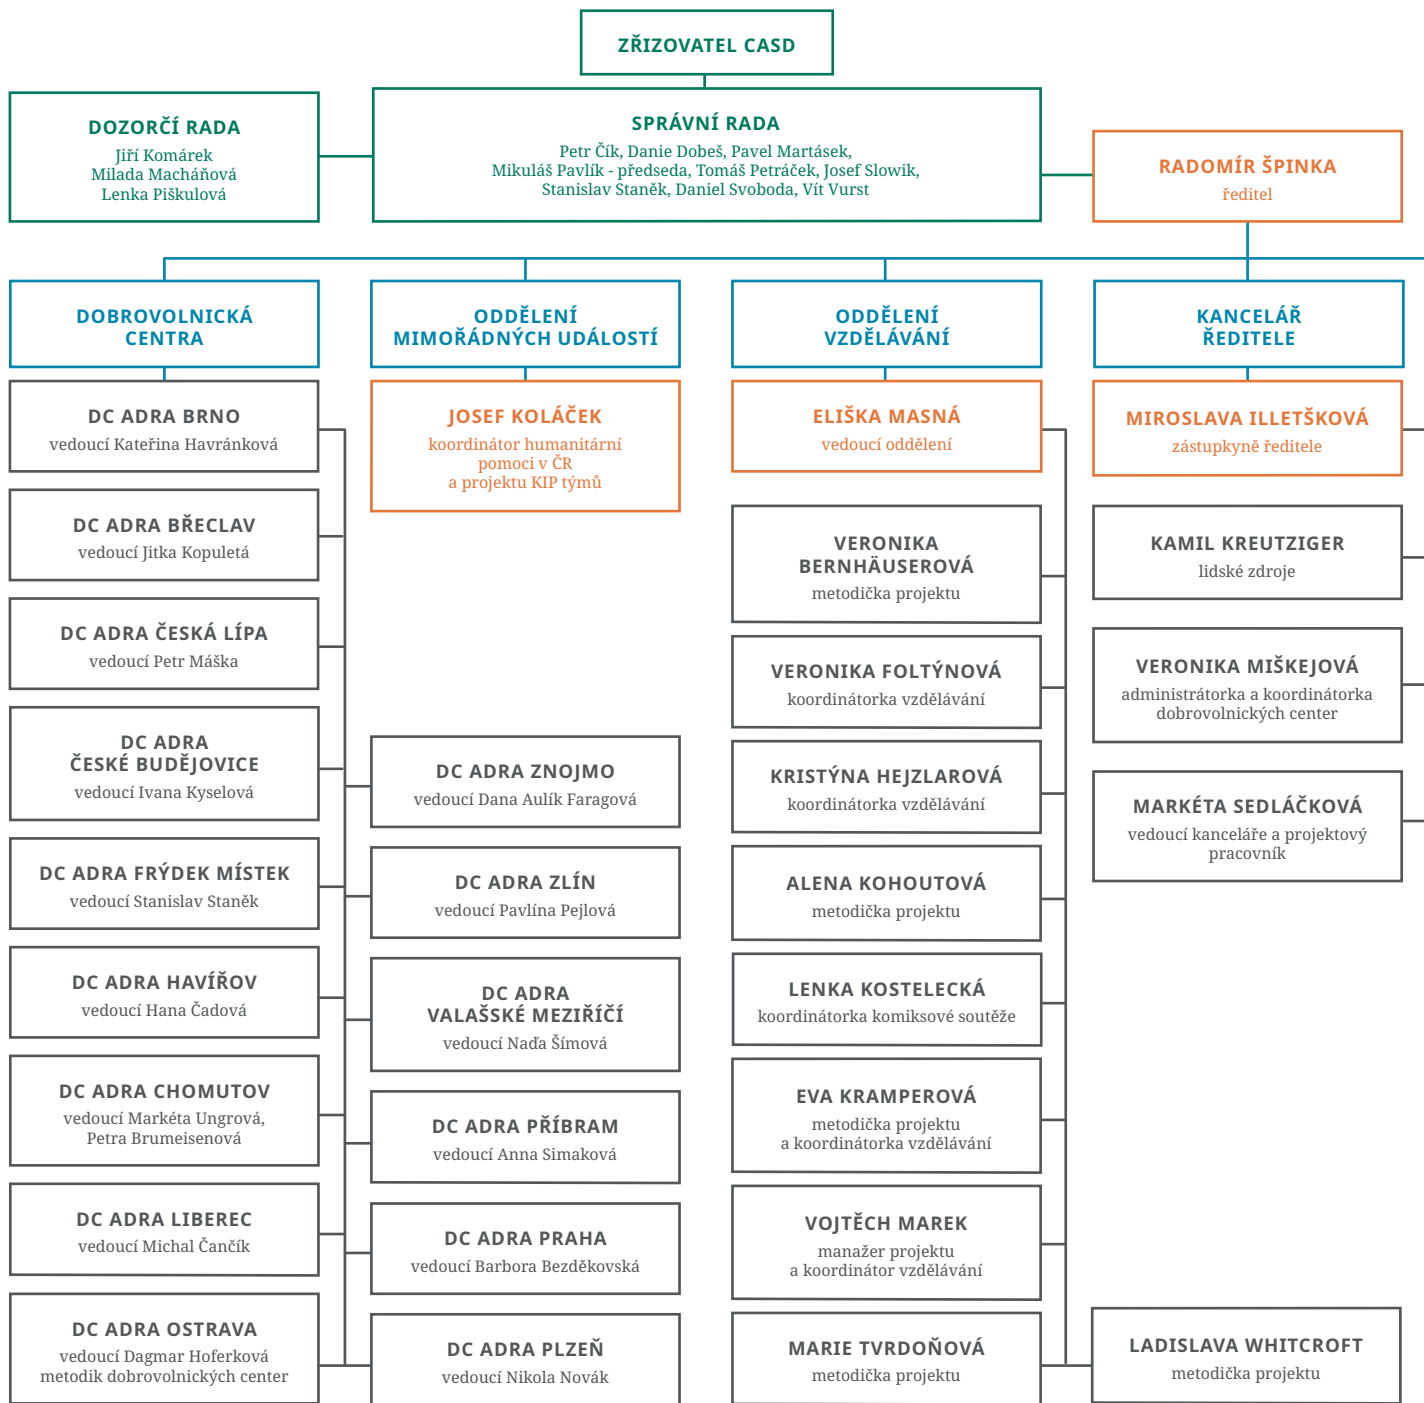 ZŘIZOVATEL CASD
DOZORČÍ RADA
Jiří Komárek
Milada Macháňová
Lenka Piškulová
SPRÁVNÍ RADA
Petr Čík, Danie Dobeš, Pavel Martásek,
Mikuláš Pavlík - předseda, Tomáš Petráček, Josef Slowik,
Stanislav Staněk, Daniel Svoboda, Vít Vurst
RADOMÍR ŠPINKA
ředitel
DOBROVOLNICKÁ
CENTRA
ODDĚLENÍ
MIMOŘÁDNÝCH UDÁLOSTÍ
ODDĚLENÍ
VZDĚLÁVÁNÍ
KANCELÁŘ
ŘEDITELE
DC ADRA BRNO
vedoucí Kateřina Havránková
DC ADRA BŘECLAV
vedoucí Jitka Kopuletá
DC ADRA ČESKÁ LÍPA
vedoucí Petr Máška
DC ADRA
ČESKÉ BUDĚJOVICE
vedoucí Ivana Kyselová
DC ADRA FRÝDEK MÍSTEK
vedoucí Stanislav Staněk
DC ADRA HAVÍŘOV
vedoucí Hana Čadová
DC ADRA CHOMUTOV
vedoucí Markéta Ungrová,
Petra Brumeisenová
DC ADRA LIBEREC
vedoucí Michal Čančík
DC ADRA OSTRAVA
vedoucí Dagmar Hoferková
metodik dobrovolnických center
JOSEF KOLÁČEK
koordinátor humanitární
pomoci v ČR
a projektu KIP týmů
DC ADRA ZNOJMO
vedoucí Dana Aulík Faragová
DC ADRA ZLÍN
vedoucí Pavlína Pejlová
DC ADRA
VALAŠSKÉ MEZIŘÍČÍ
vedoucí Naďa Šímová
DC ADRA PŘÍBRAM
vedoucí Anna Simaková
DC ADRA PRAHA
vedoucí Barbora Bezděkovská
DC ADRA PLZEŇ
vedoucí Nikola Novák
ELIŠKA MASNÁ
vedoucí oddělení
VERONIKA
BERNHÄUSEROVÁ
metodička projektu
VERONIKA FOLTÝNOVÁ
koordinátorka vzdělávání
KRISTÝNA HEJZLAROVÁ
koordinátorka vzdělávání
ALENA KOHOUTOVÁ
metodička projektu
LENKA KOSTELECKÁ
koordinátorka komiksové soutěže
EVA KRAMPEROVÁ
metodička projektu
a koordinátorka vzdělávání
VOJTĚCH MAREK
manažer projektu
a koordinátor vzdělávání
MARIE TVRDOŇOVÁ
metodička projektu
MIROSLAVA ILLETŠKOVÁ
zástupkyně ředitele
KAMIL KREUTZIGER
lidské zdroje
VERONIKA MIŠKEJOVÁ
administrátorka a koordinátorka
dobrovolnických center
MARKÉTA SEDLÁČKOVÁ
vedoucí kanceláře a projektový
pracovník
LADISLAVA WHITCROFT
metodička projektu